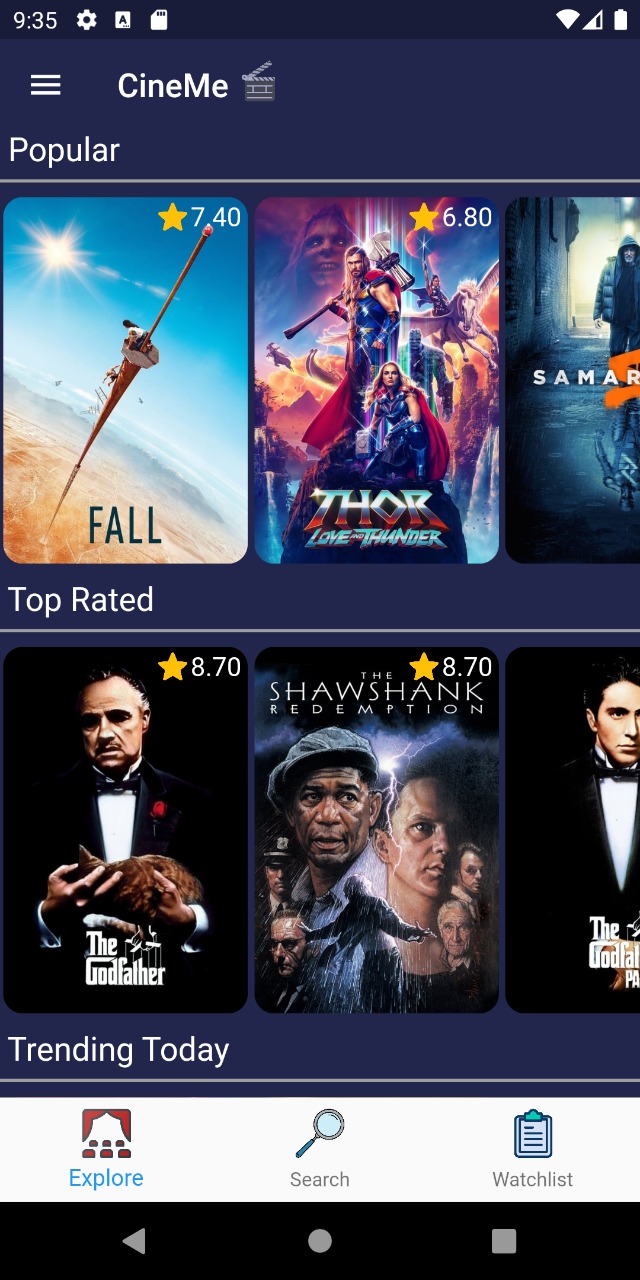 9:35
CineMe
Popular
7.40
6.80
FALL
THOR
LOVE AND THUNDER
SAMAR
Top Rated
8.70
8.70
The
Godfather
THE
SHAWSHANK
REDEMPTION
The
Godfa
PA
Trending Today
Explore
Search
Watchlist